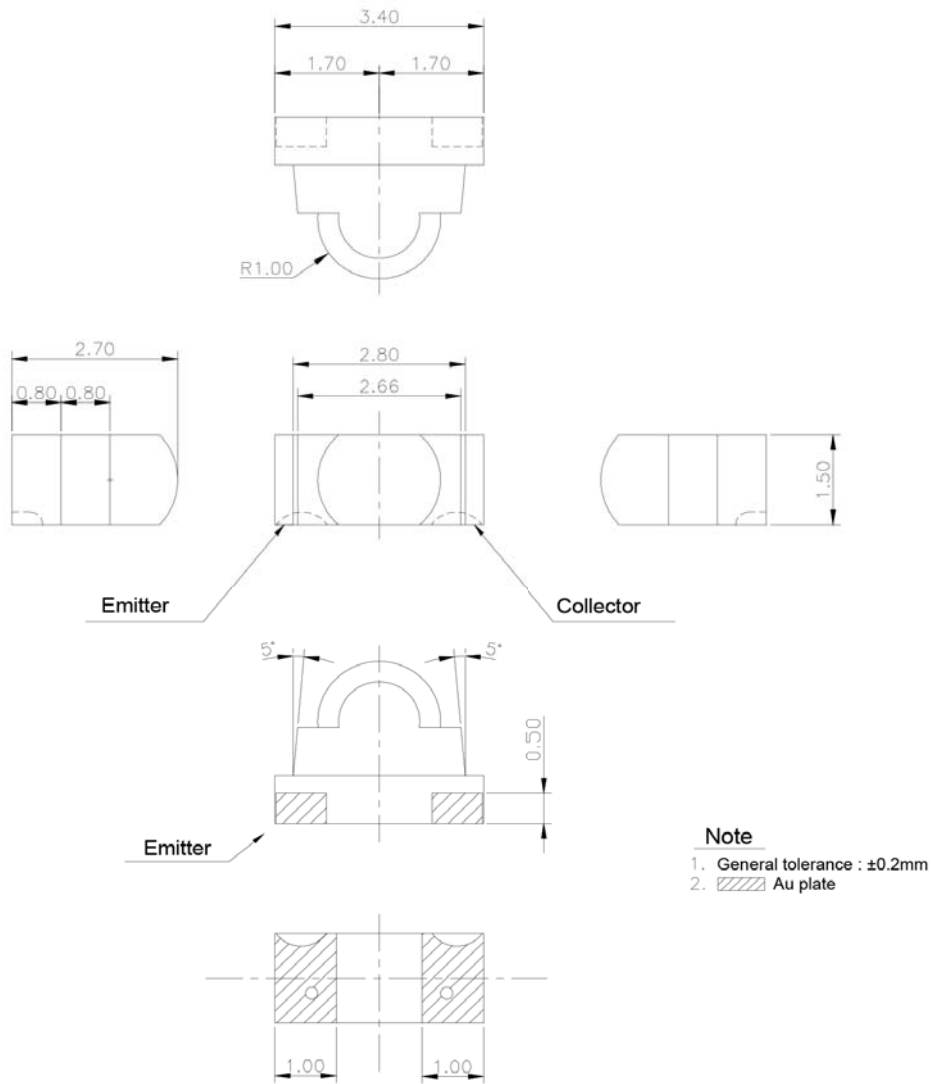 3.40
1.70 1.70
R1.00
2.70
0.80 0.80
2.80
2.66
1.50
Emitter
Collector
5° 5°
0.50
Emitter
Note
1. General tolerance : ±0.2mm
2. Au plate
1.00 1.00